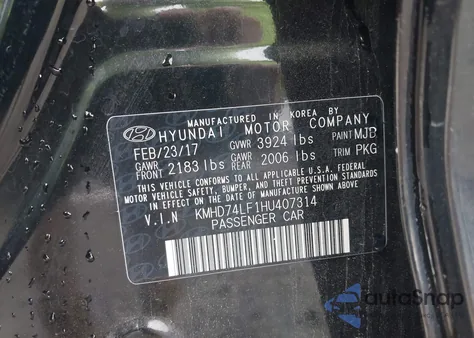 MANUFACTURED IN KOREA BY
HYUNDAI MOTOR COMPANY
FEB/23/17 GVWR 3924 lbs PAINT MJB
GAWR FRONT 2183 lbs GAWR REAR 2006 lbs TRIM PKG
THIS VEHICLE CONFORMS TO ALL APPLICABLE U.S.A. FEDERAL
MOTOR VEHICLE SAFETY, BUMPER, AND THEFT PREVENTION
STANDARDS IN EFFECT ON THE DATE OF MANUFACTURE SHOWN ABOVE.
V.I.N KMHD74LF1HU407314
PASSENGER CAR
autoSnap